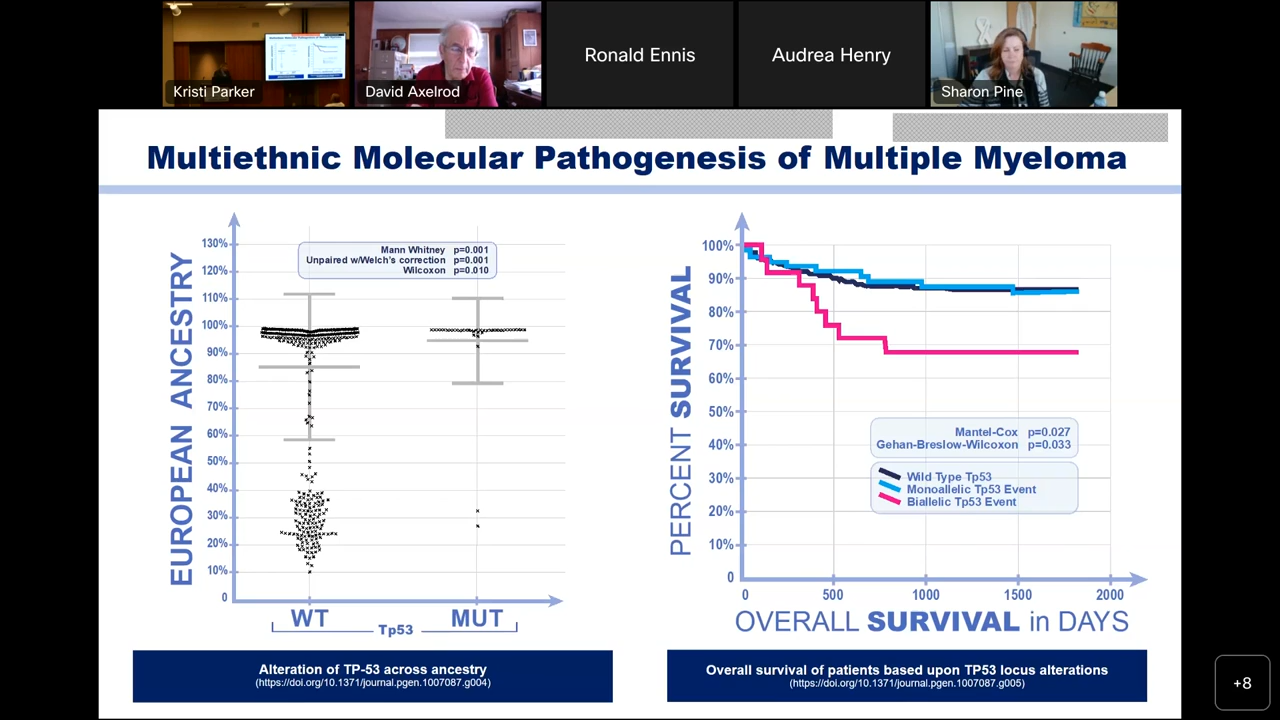 Kristi Parker
David Axelrod
Ronald Ennis
Audrea Henry
Sharon Pine
Multiethnic Molecular Pathogenesis of Multiple Myeloma
EUROPEAN ANCESTRY
130%
120%
110%
100%
90%
80%
70%
60%
50%
40%
30%
20%
10%
0
Mann Whitney p=0.001
Unpaired w/Welch's correction p=0.001
Wilcoxon p=0.010
WT
MUT
Tp53
Alteration of TP-53 across ancestry
(https://doi.org/10.1371/journal.pgen.1007087.g004)
PERCENT SURVIVAL
100%
90%
80%
70%
60%
50%
40%
30%
20%
10%
0
Mantel-Cox p=0.027
Gehan-Breslow-Wilcoxon p=0.033
Wild Type Tp53
Monoallelic Tp53 Event
Biallelic Tp53 Event
0 500 1000 1500 2000
OVERALL SURVIVAL in DAYS
Overall survival of patients based upon TP53 locus alterations
(https://doi.org/10.1371/journal.pgen.1007087.g005)
+8